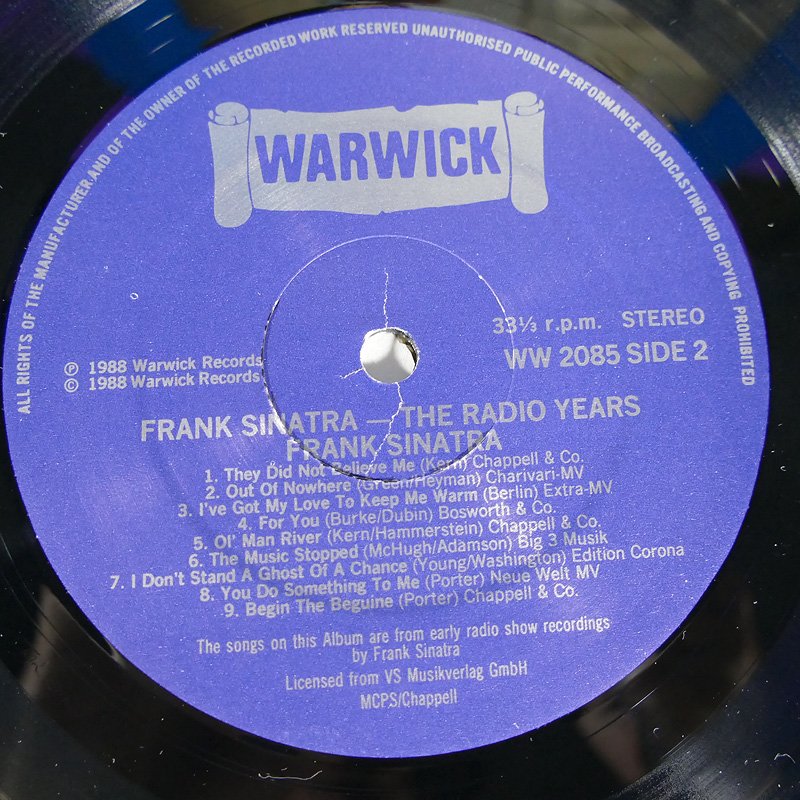 ALL RIGHTS OF THE MANUFACTURER AND OF THE OWNER OF THE RECORDED WORK RESERVED UNAUTHORISED PUBLIC PERFORMANCE BROADCASTING AND COPYING PROHIBITED
WARWICK
33⅓ r.p.m. STEREO
WW 2085 SIDE 2
℗ 1988 Warwick Records
© 1988 Warwick Records
FRANK SINATRA — THE RADIO YEARS
FRANK SINATRA
1. They Did Not Believe Me (Kern) Chappell & Co.
2. Out Of Nowhere (Green/Heyman) Charivari-MV
3. I've Got My Love To Keep Me Warm (Berlin) Extra-MV
4. For You (Burke/Dubin) Bosworth & Co.
5. Ol' Man River (Kern/Hammerstein) Chappell & Co.
6. The Music Stopped (McHugh/Adamson) Big 3 Musik
7. I Don't Stand A Ghost Of A Chance (Young/Washington) Edition Corona
8. You Do Something To Me (Porter) Neue Welt MV
9. Begin The Beguine (Porter) Chappell & Co.
The songs on this Album are from early radio show recordings
by Frank Sinatra
Licensed from VS Musikverlag GmbH
MCPS/Chappell